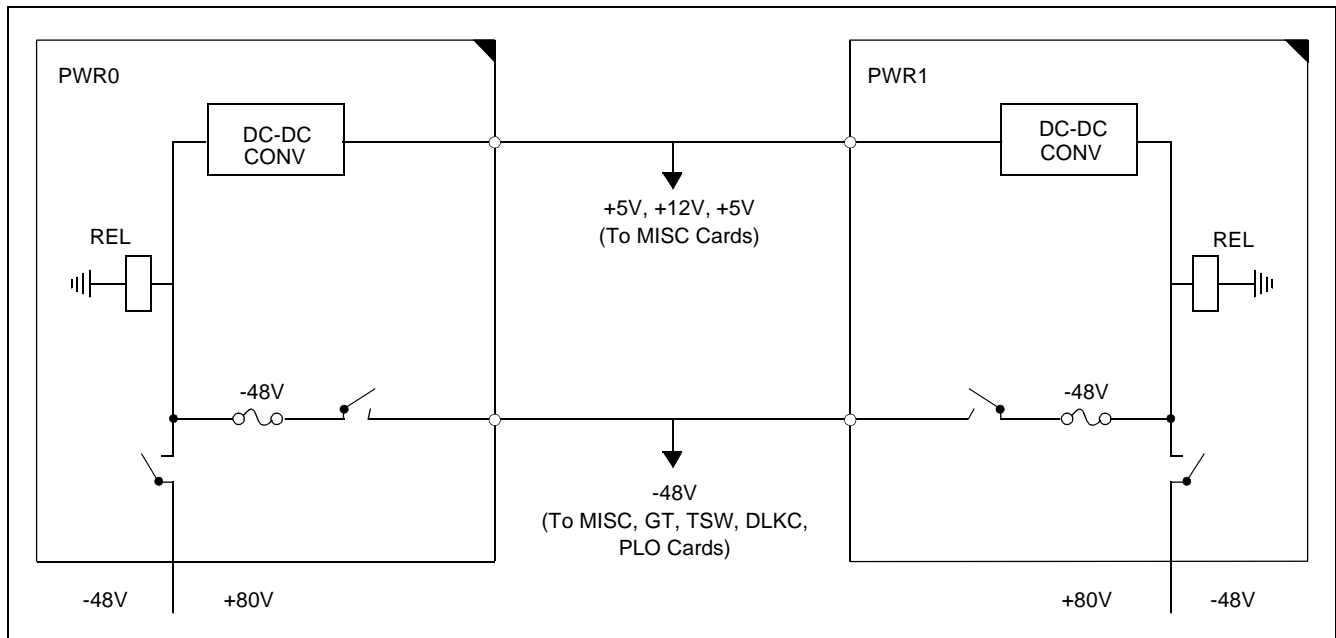 PWR0
PWR1
DC-DC
CONV
DC-DC
CONV
+5V, +12V, +5V
(To MISC Cards)
REL
REL
-48V
-48V
-48V
(To MISC, GT, TSW, DLKC,
PLO Cards)
-48V
+80V
+80V
-48V